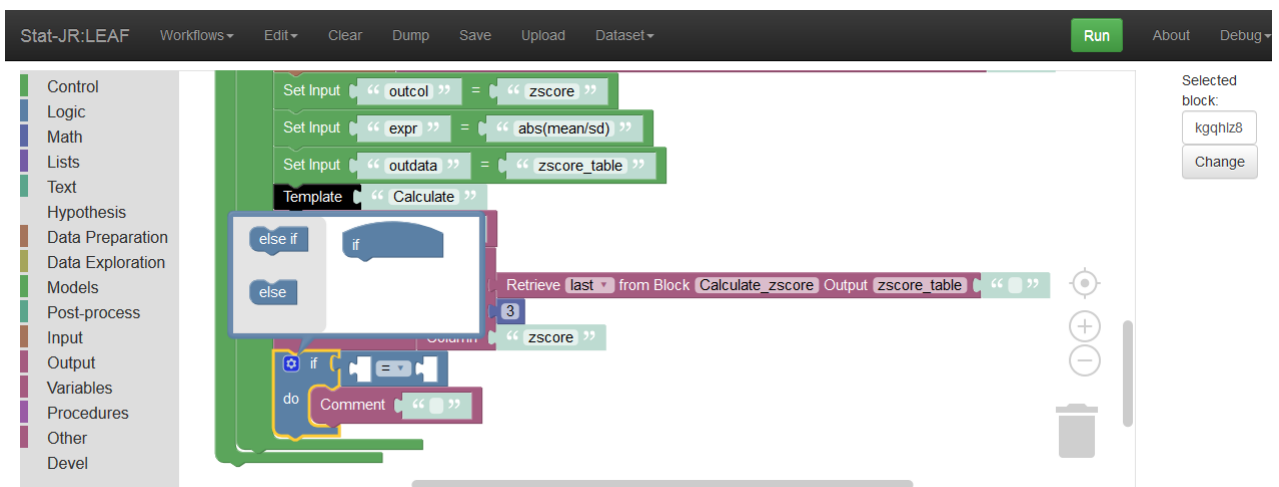 Stat-JR:LEAF Workflows Edit Clear Dump Save Upload Dataset Run About Debug
Control
Logic
Math
Lists
Text
Hypothesis
Data Preparation
Data Exploration
Models
Post-process
Input
Output
Variables
Procedures
Other
Devel
Set Input “ outcol ” = “ zscore ”
Set Input “ expr ” = “ abs(mean/sd) ”
Set Input “ outdata ” = “ zscore_table ”
Template “ Calculate ”
else if
if
else
Retrieve last from Block Calculate_zscore Output zscore_table “ ”
3
Column “ zscore ”
if =
do Comment “ ”
Selected
block:
kgqhlz8
Change